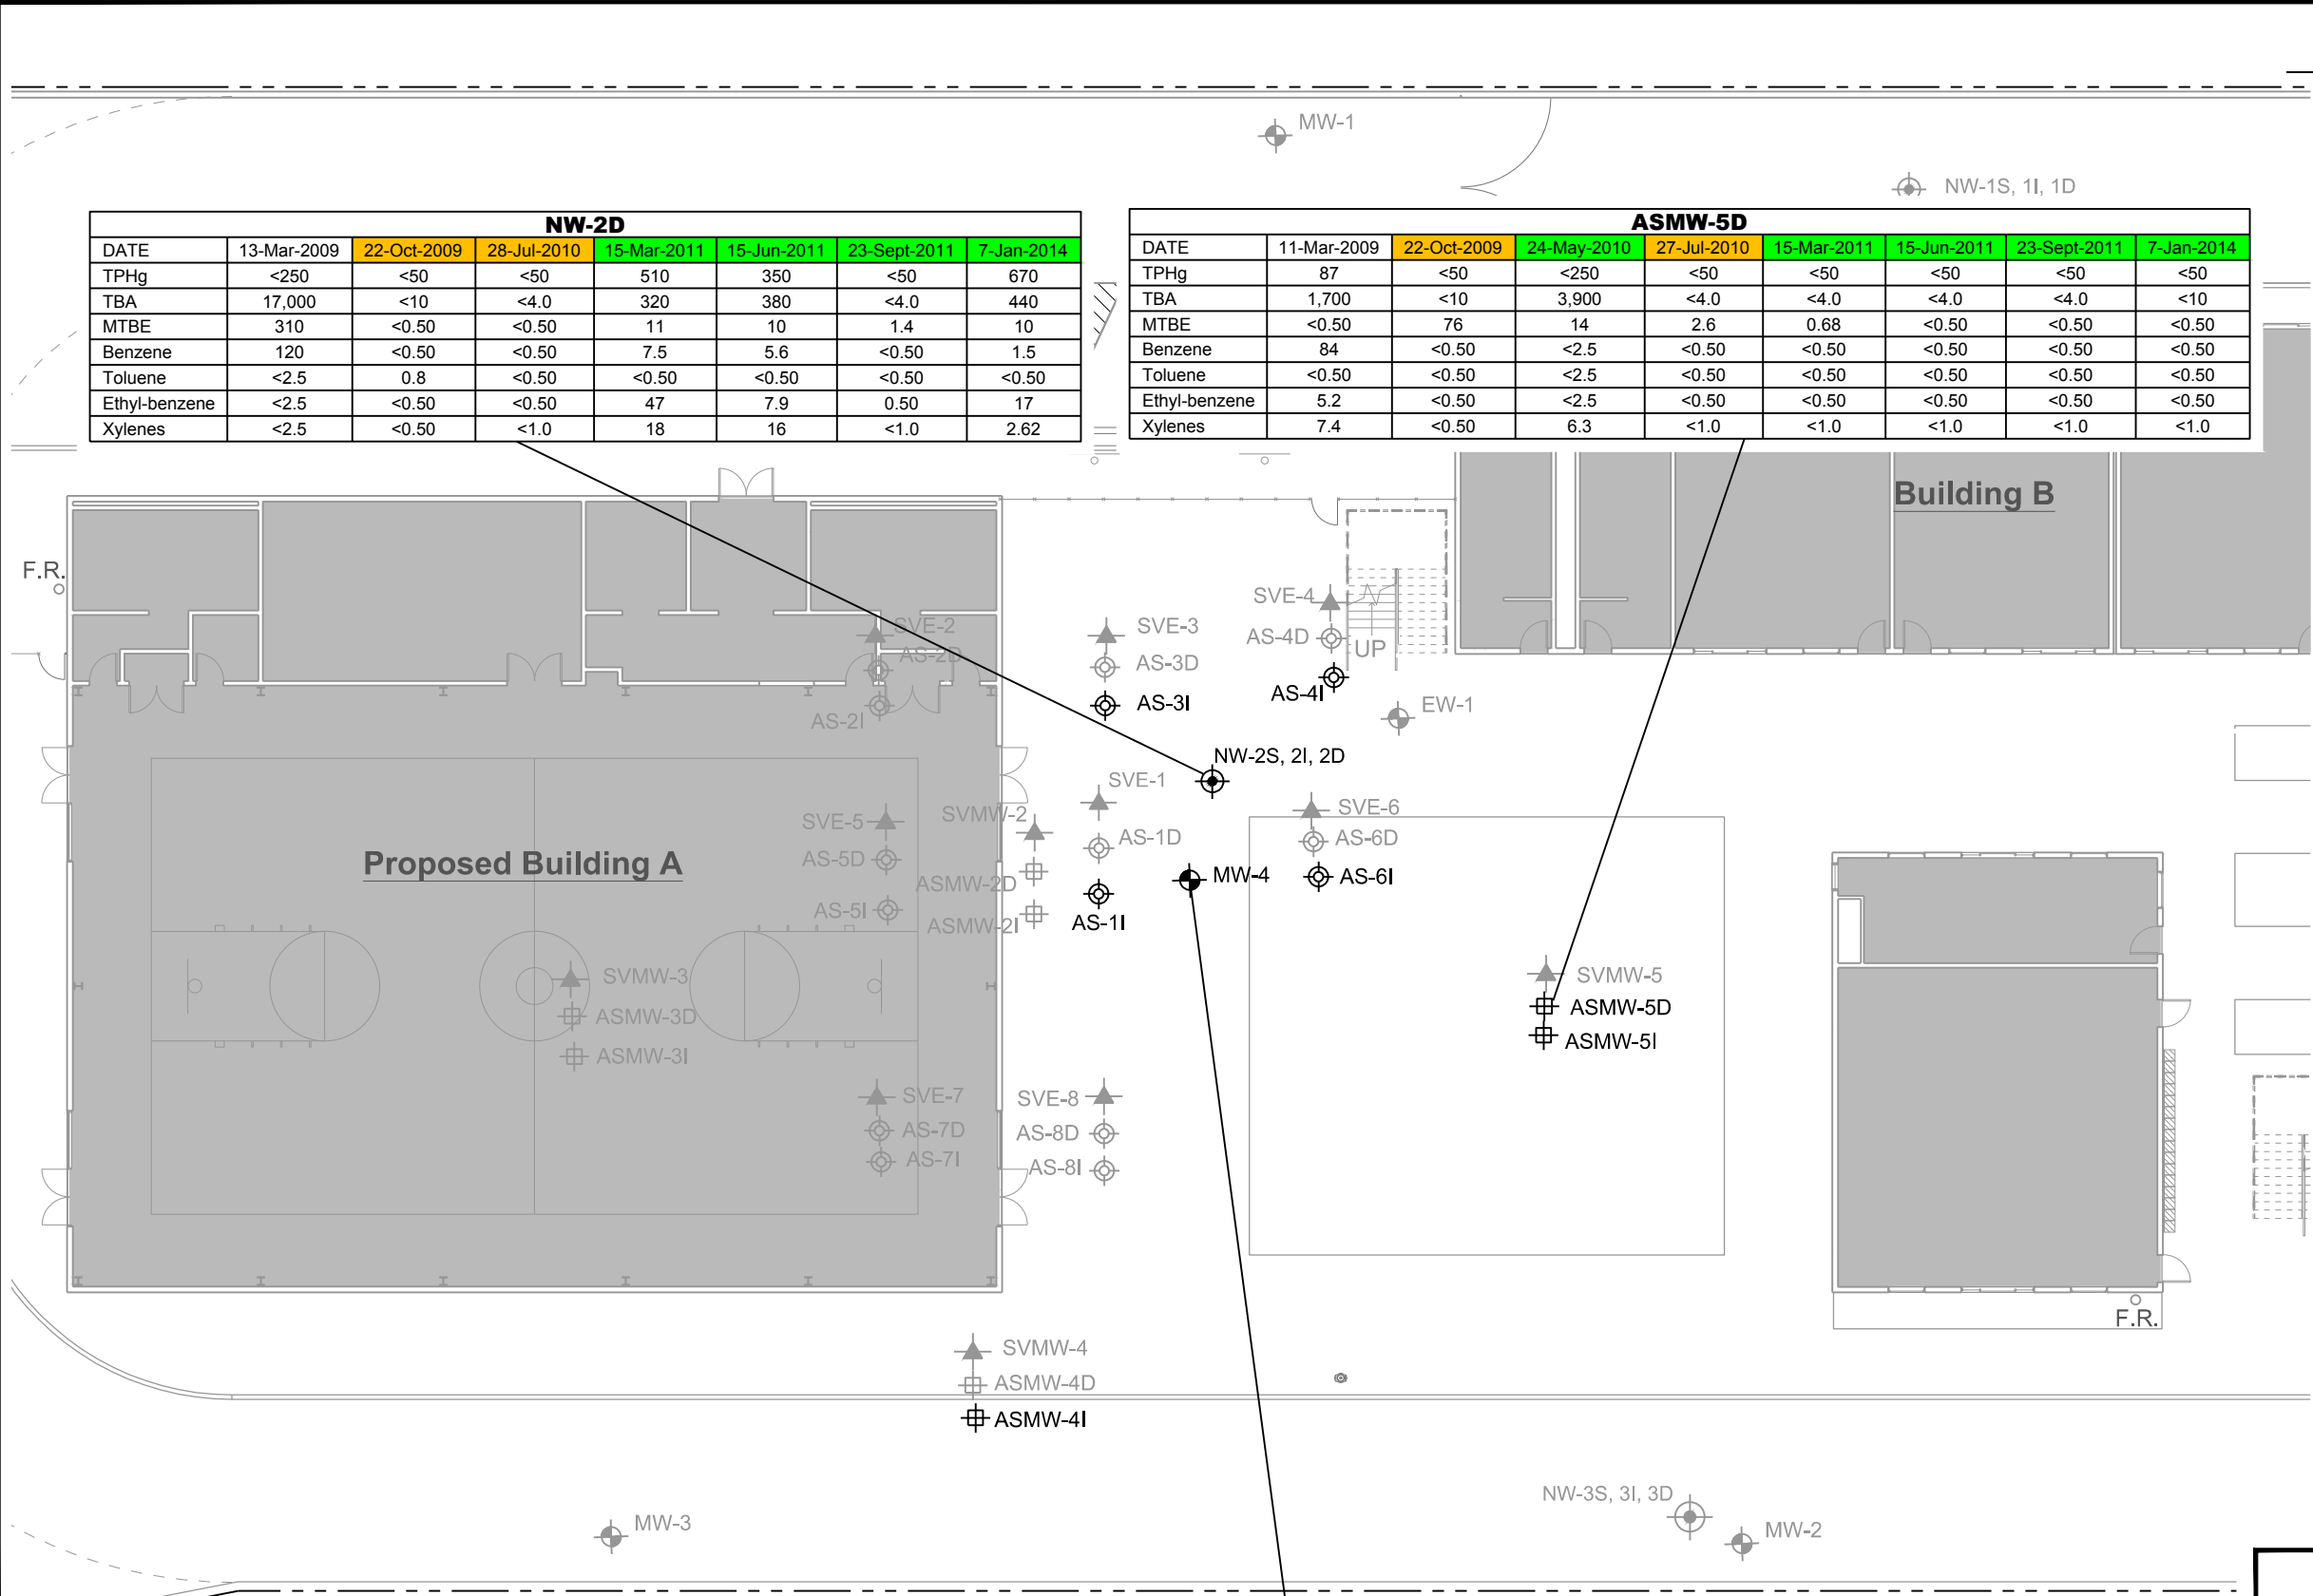 MW-1
NW-1S, 1I, 1D
NW-2D
DATE 13-Mar-2009 22-Oct-2009 28-Jul-2010 15-Mar-2011 15-Jun-2011 23-Sept-2011 7-Jan-2014
TPHg <250 <50 <50 510 350 <50 670
TBA 17,000 <10 <4.0 320 380 <4.0 440
MTBE 310 <0.50 <0.50 11 10 1.4 10
Benzene 120 <0.50 <0.50 7.5 5.6 <0.50 1.5
Toluene <2.5 0.8 <0.50 <0.50 <0.50 <0.50 <0.50
Ethyl-benzene <2.5 <0.50 <0.50 47 7.9 0.50 17
Xylenes <2.5 <0.50 <1.0 18 16 <1.0 2.62
ASMW-5D
DATE 11-Mar-2009 22-Oct-2009 24-May-2010 27-Jul-2010 15-Mar-2011 15-Jun-2011 23-Sept-2011 7-Jan-2014
TPHg 87 <50 <250 <50 <50 <50 <50 <50
TBA 1,700 <10 3,900 <4.0 <4.0 <4.0 <4.0 <10
MTBE <0.50 76 14 2.6 0.68 <0.50 <0.50 <0.50
Benzene 84 <0.50 <2.5 <0.50 <0.50 <0.50 <0.50 <0.50
Toluene <0.50 <0.50 <2.5 <0.50 <0.50 <0.50 <0.50 <0.50
Ethyl-benzene 5.2 <0.50 <2.5 <0.50 <0.50 <0.50 <0.50 <0.50
Xylenes 7.4 <0.50 6.3 <1.0 <1.0 <1.0 <1.0 <1.0
Building B
F.R.
SVE-2
AS-2D
AS-2I
SVE-3
AS-3D
AS-3I
SVE-4
AS-4D
AS-4I
UP
EW-1
NW-2S, 2I, 2D
SVE-1
AS-1D
AS-1I
SVMW-2
ASMW-2D
ASMW-2I
SVE-5
AS-5D
AS-5I
Proposed Building A
MW-4
SVE-6
AS-6D
AS-6I
SVMW-3
ASMW-3D
ASMW-3I
SVMW-5
ASMW-5D
ASMW-5I
SVE-7
AS-7D
AS-7I
SVE-8
AS-8D
AS-8I
F.R.
SVMW-4
ASMW-4D
ASMW-4I
MW-3
NW-3S, 3I, 3D
MW-2